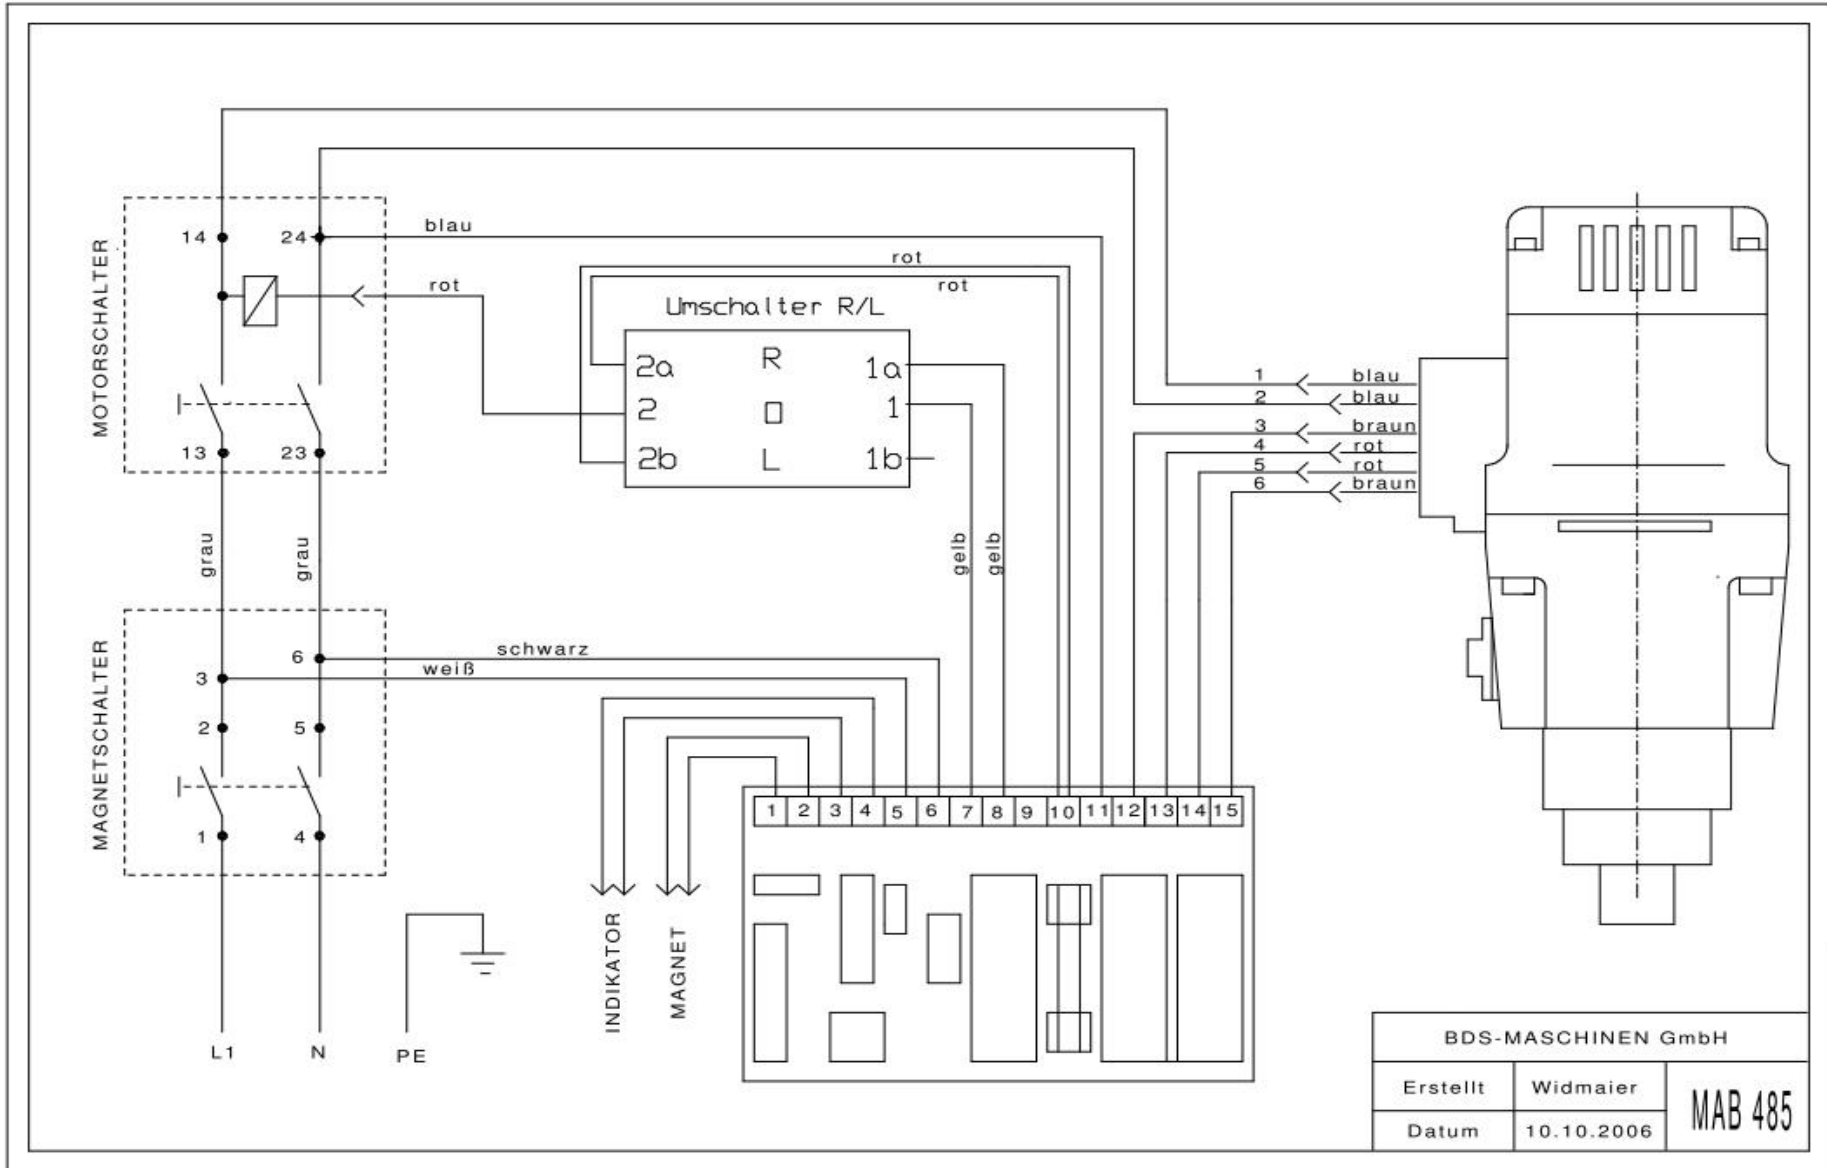 14
24
blau
rot
rot
rot
MOTORSCHALTER
Umschalter R/L
2a R 1a
2 0 1
2b L 1b
13
23
1 blau
2 blau
3 braun
4 rot
5 rot
6 braun
grau
grau
gelb
gelb
MAGNETSCHALTER
6
schwarz
3
weiß
2
5
1
4
1 2 3 4 5 6 7 8 9 10 11 12 13 14 15
INDIKATOR
MAGNET
L1
N
PE
BDS-MASCHINEN GmbH
Erstellt Widmaier
MAB 485
Datum 10.10.2006